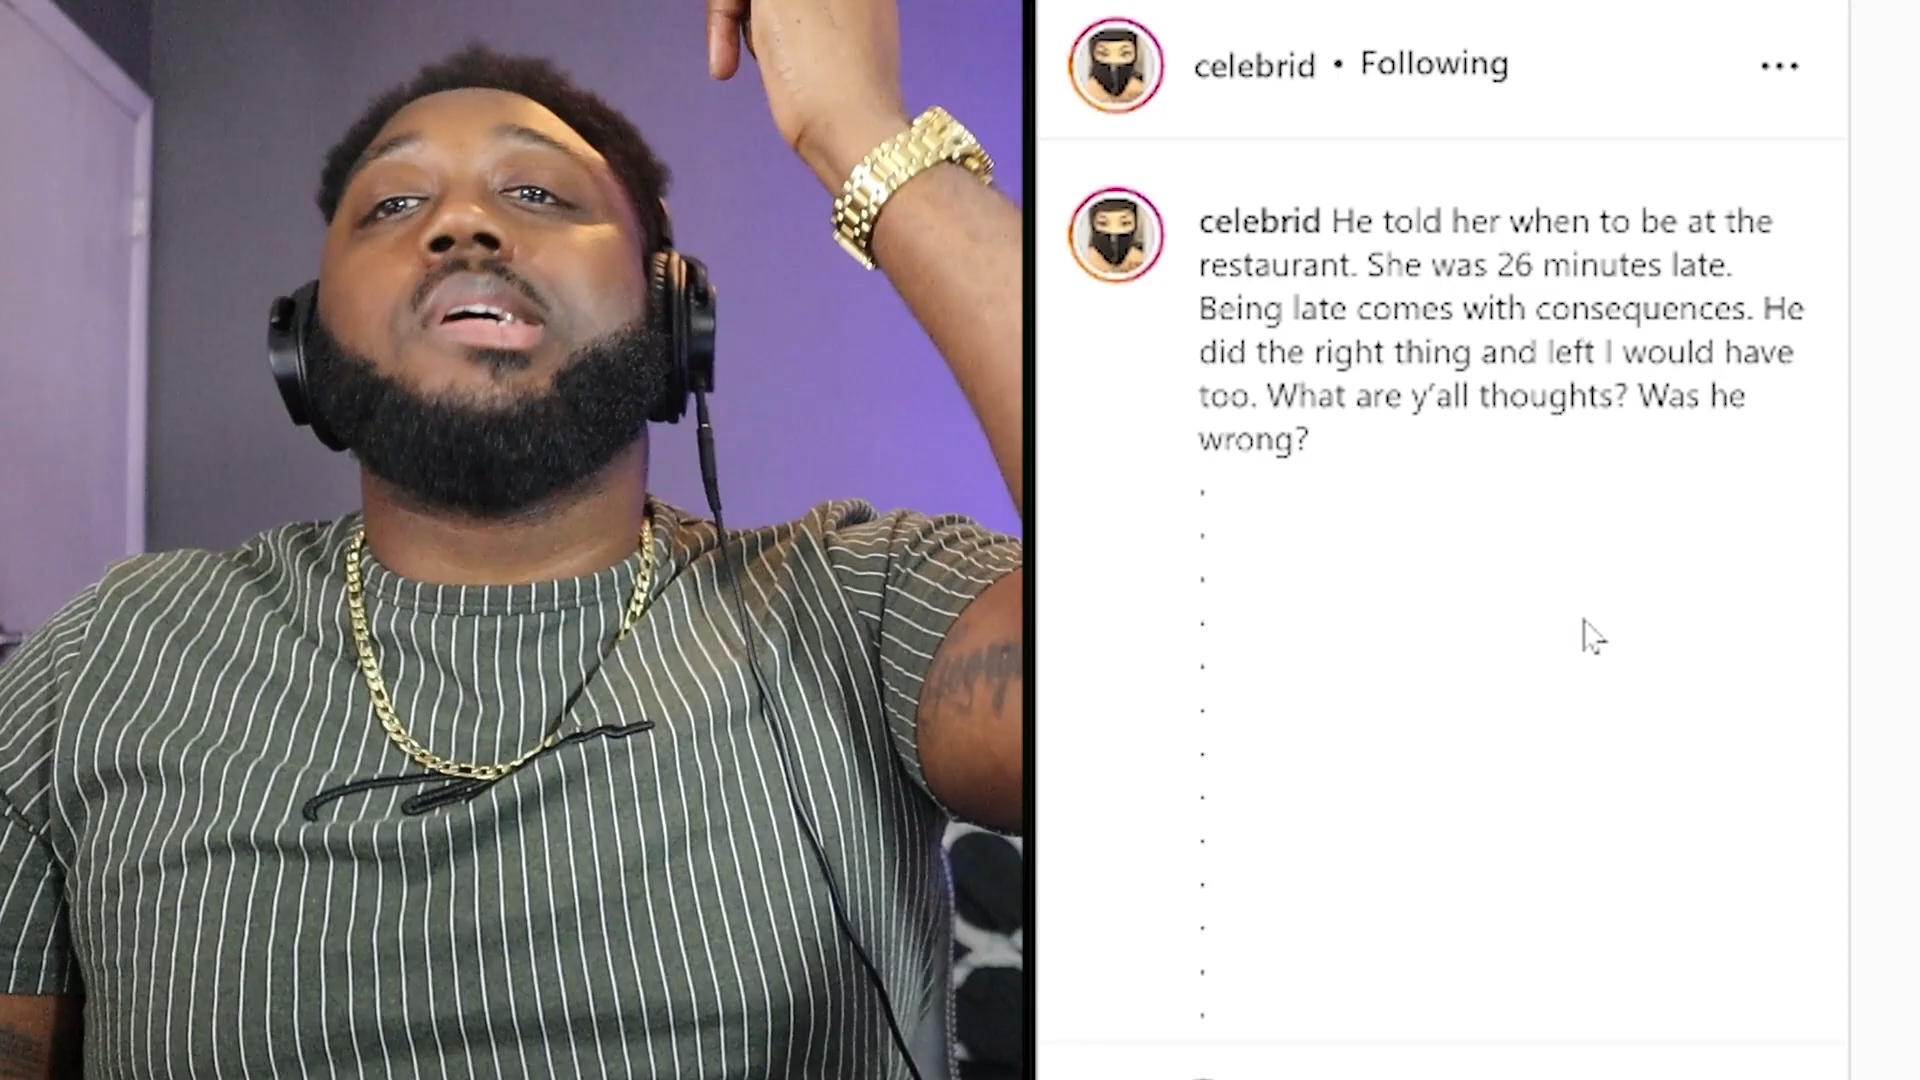 celebrid • Following
celebrid He told her when to be at the
restaurant. She was 26 minutes late.
Being late comes with consequences. He
did the right thing and left I would have
too. What are y'all thoughts? Was he
wrong?
.
.
.
.
.
.
.
.
.
.
.
.
.